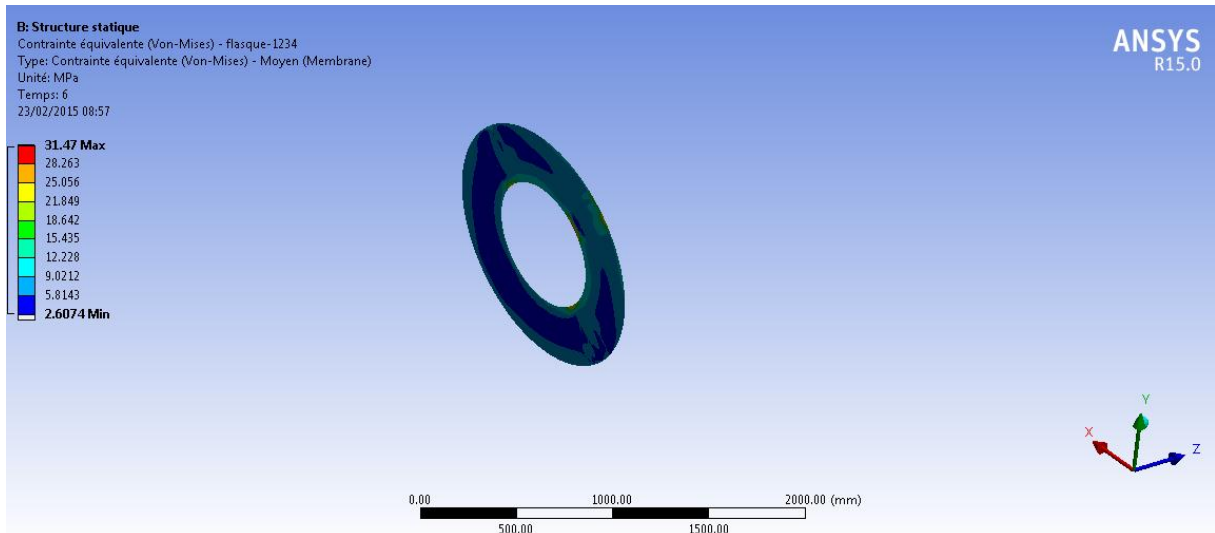 B: Structure statique
Contrainte équivalente (Von-Mises) - flasque-1234
Type: Contrainte équivalente (Von-Mises) - Moyen (Membrane)
Unité: MPa
Temps: 6
23/02/2015 08:57
ANSYS
R15.0
31.47 Max
28.263
25.056
21.849
18.642
15.435
12.228
9.0212
5.8143
2.6074 Min
Y
X
Z
0.00 1000.00 2000.00 (mm)
500.00 1500.00